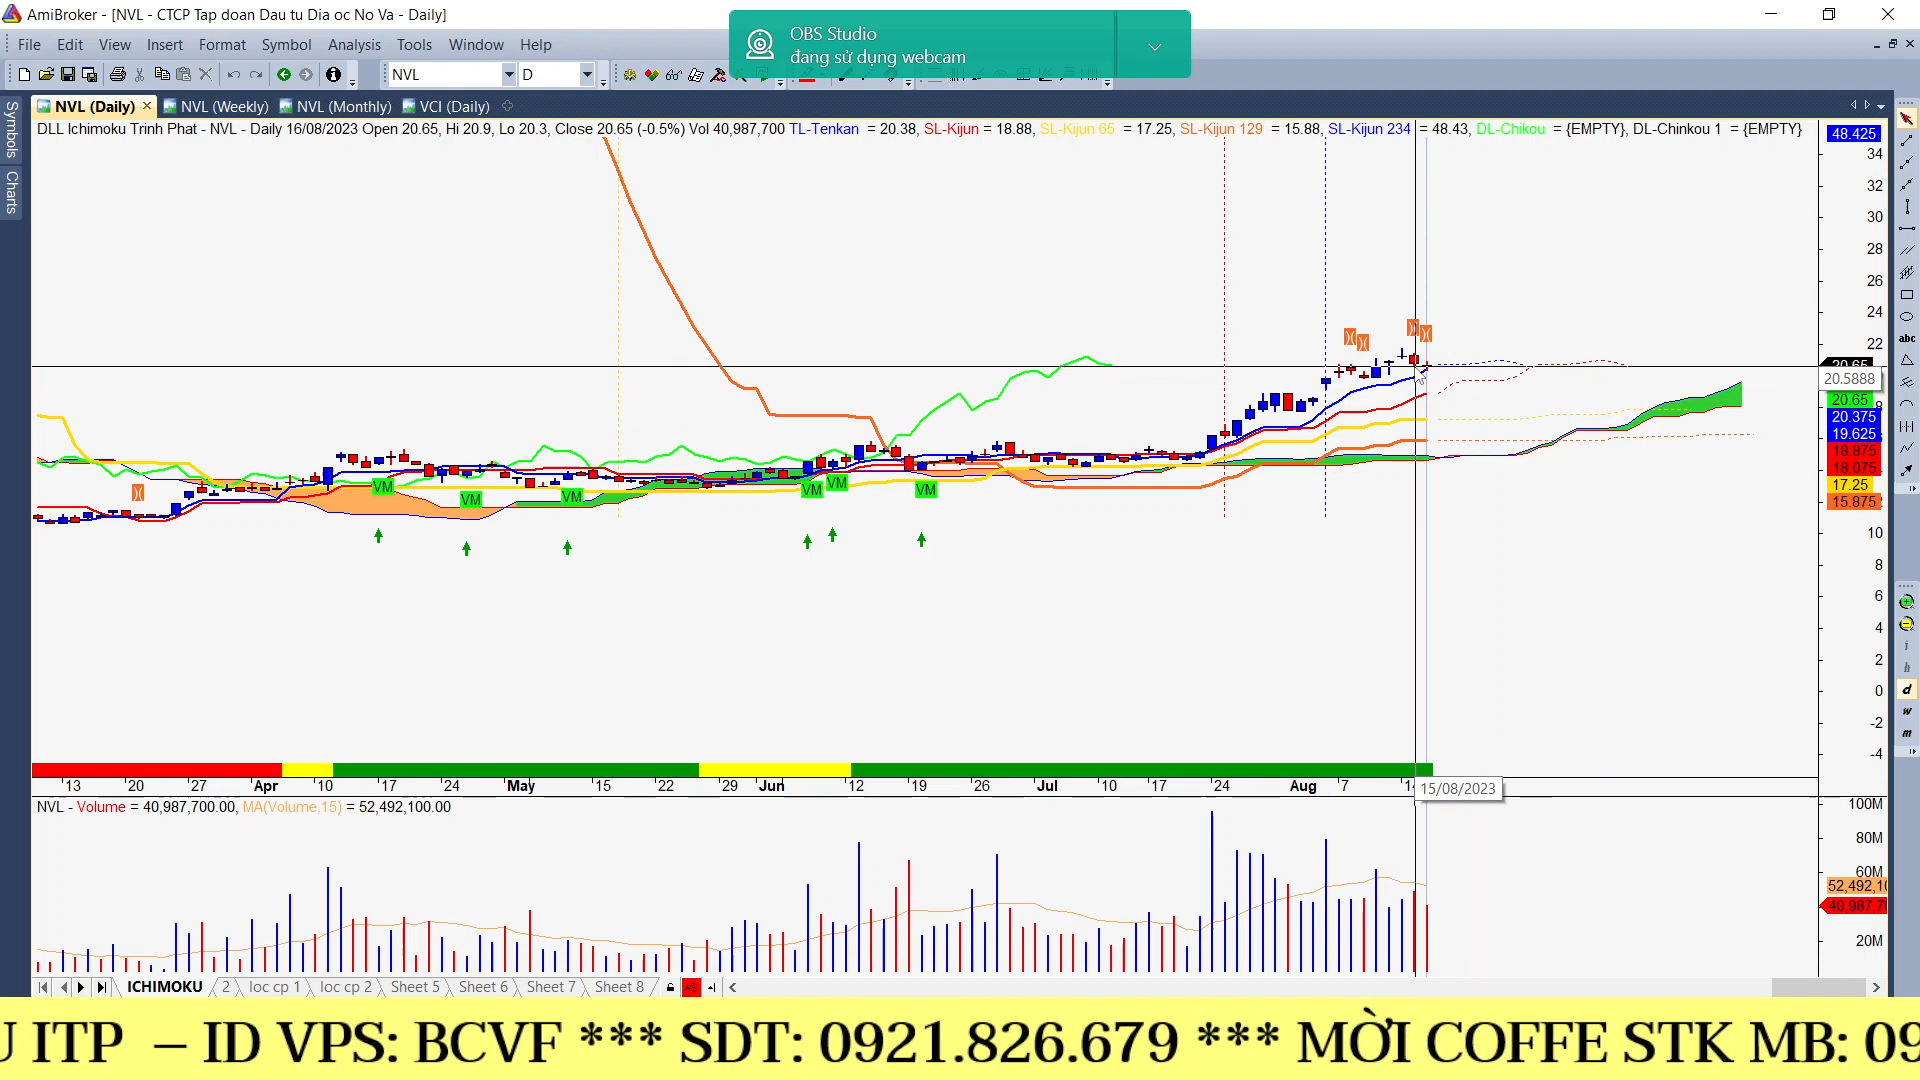 AmiBroker - [NVL - CTCP Tap doan Dau tu Dia oc No Va - Daily]
OBS Studio
đang sử dụng webcam
File Edit View Insert Format Symbol Analysis Tools Window Help
NVL D
NVL (Daily) NVL (Weekly) NVL (Monthly) VCI (Daily)
Symbols
Charts
DLL Ichimoku Trinh Phat - NVL - Daily 16/08/2023 Open 20.65, Hi 20.9, Lo 20.3, Close 20.65 (-0.5%) Vol 40,987,700 TL-Tenkan = 20.38, SL-Kijun = 18.88, SL-Kijun 65 = 17.25, SL-Kijun 129 = 15.88, SL-Kijun 234 = 48.43, DL-Chikou = {EMPTY}, DL-Chinkou 1 = {EMPTY}
48.425
34
32
30
28
26
24
22
20.65
20.5888
20.65
20.375
19.625
18.875
18.075
17.25
15.875
10
8
6
4
2
0
-2
-4
VM VM VM VM VM VM
abc
d
w
m
13 20 27 Apr 10 17 24 May 15 22 29 Jun 12 19 26 Jul 10 17 24 Aug 7
15/08/2023
NVL - Volume = 40,987,700.00, MA(Volume,15) = 52,492,100.00
100M
80M
60M
52,492,10
40,987,7
20M
ICHIMOKU 2 loc cp 1 loc cp 2 Sheet 5 Sheet 6 Sheet 7 Sheet 8
U ITP – ID VPS: BCVF *** SDT: 0921.826.679 *** MỜI COFFE STK MB: 09